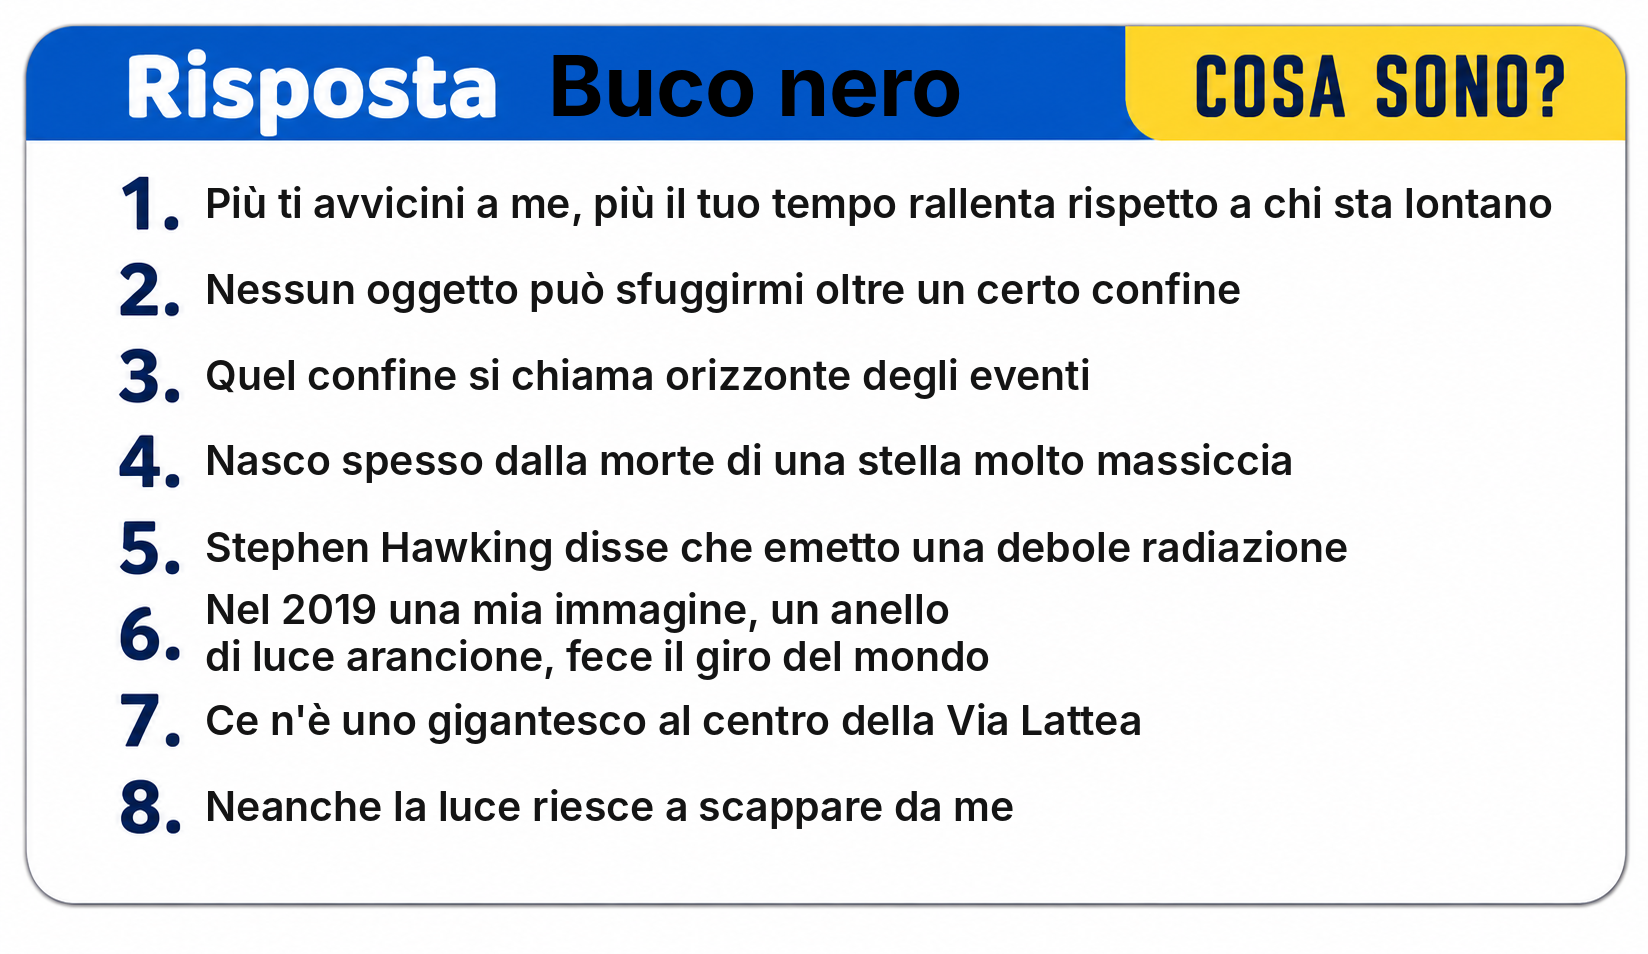 Risposta Buco nero COSA SONO?
1. Più ti avvicini a me, più il tuo tempo rallenta rispetto a chi sta lontano
2. Nessun oggetto può sfuggirmi oltre un certo confine
3. Quel confine si chiama orizzonte degli eventi
4. Nasco spesso dalla morte di una stella molto massiccia
5. Stephen Hawking disse che emetto una debole radiazione
6. Nel 2019 una mia immagine, un anello
di luce arancione, fece il giro del mondo
7. Ce n'è uno gigantesco al centro della Via Lattea
8. Neanche la luce riesce a scappare da me